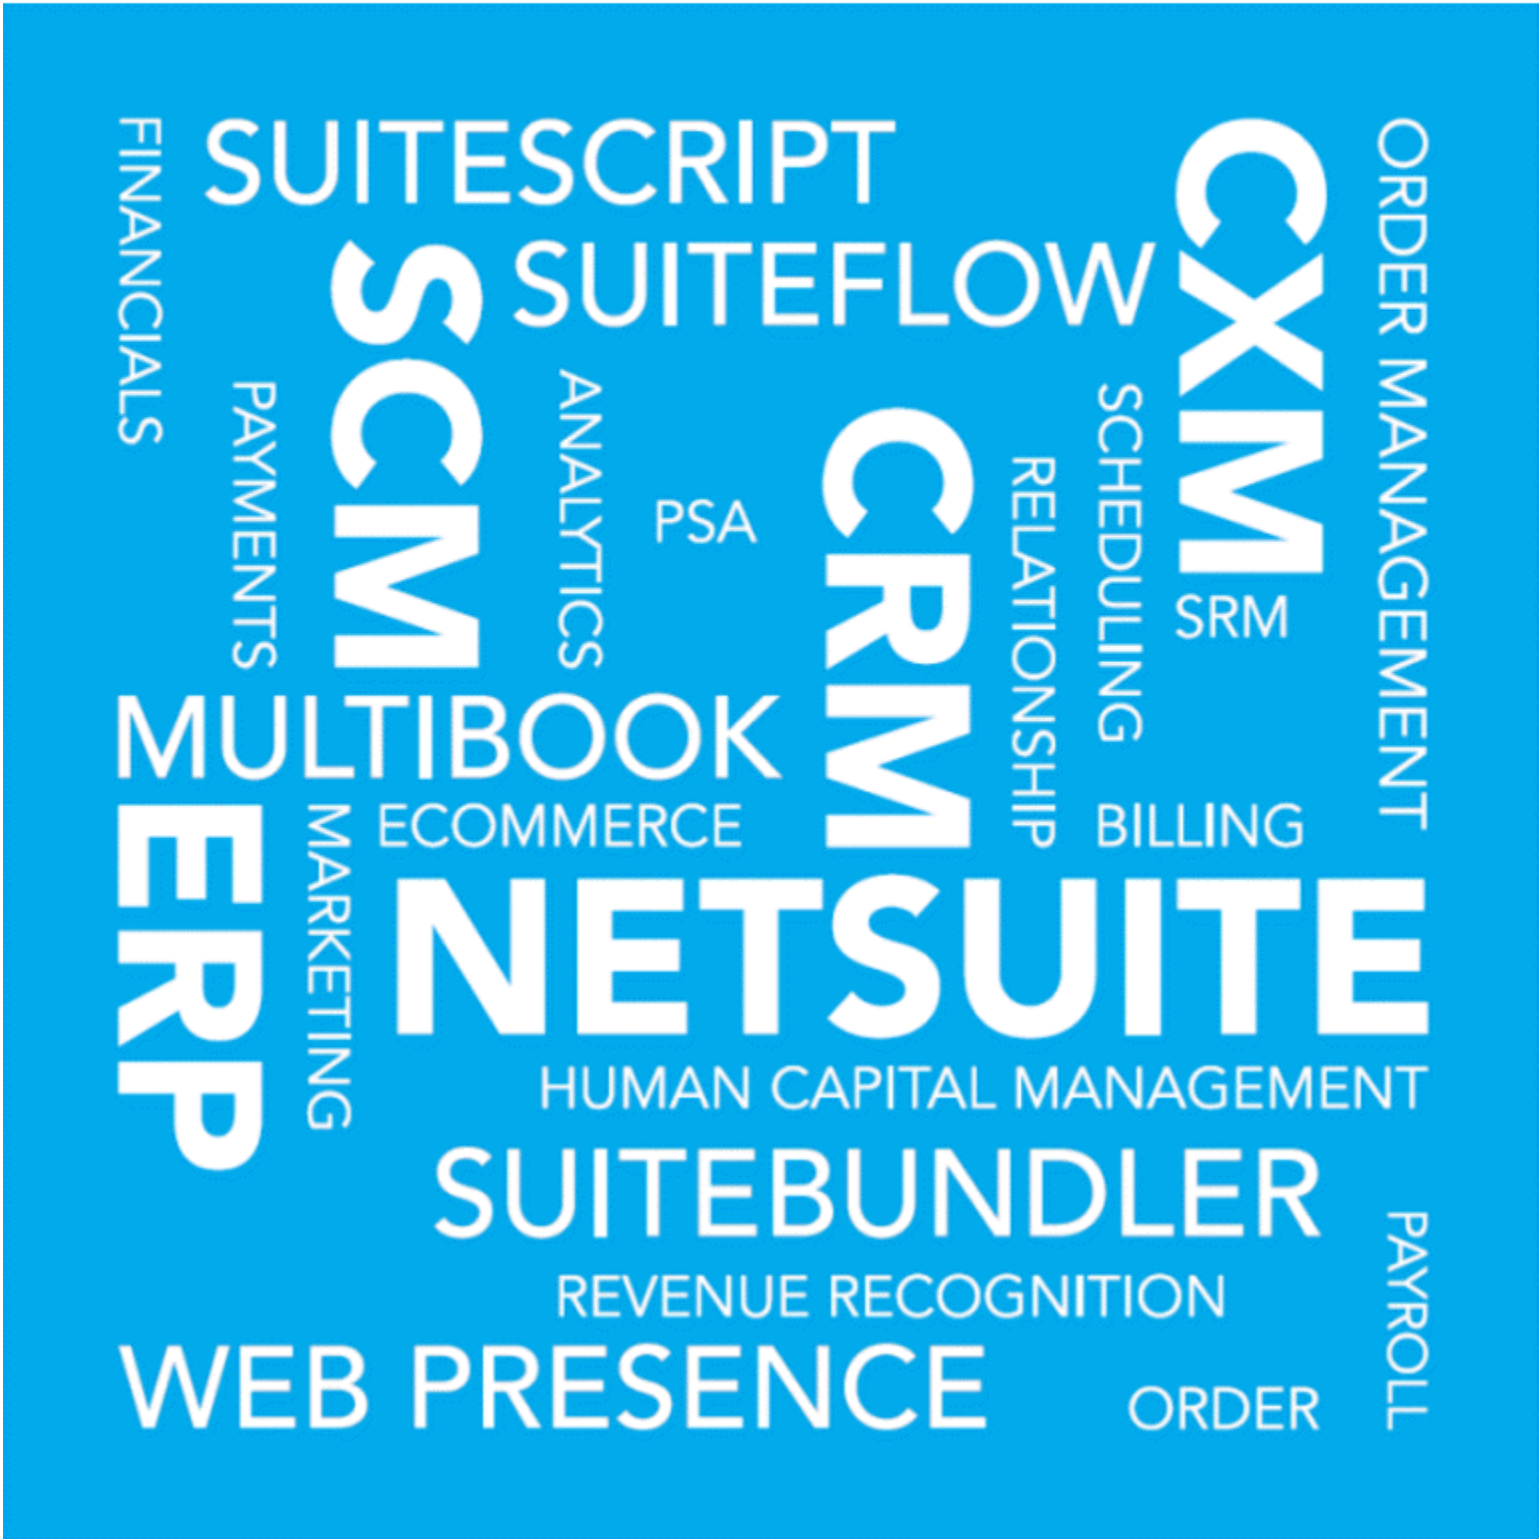 FINANCIALS
SUITESCRIPT
CXM
ORDER MANAGEMENT
SCM
SUITEFLOW
PAYMENTS
ANALYTICS
PSA
CRM
RELATIONSHIP
SCHEDULING
SRM
MULTIBOOK
ERP
MARKETING
ECOMMERCE
BILLING
NETSUITE
HUMAN CAPITAL MANAGEMENT
SUITEBUNDLER
REVENUE RECOGNITION
PAYROLL
WEB PRESENCE
ORDER